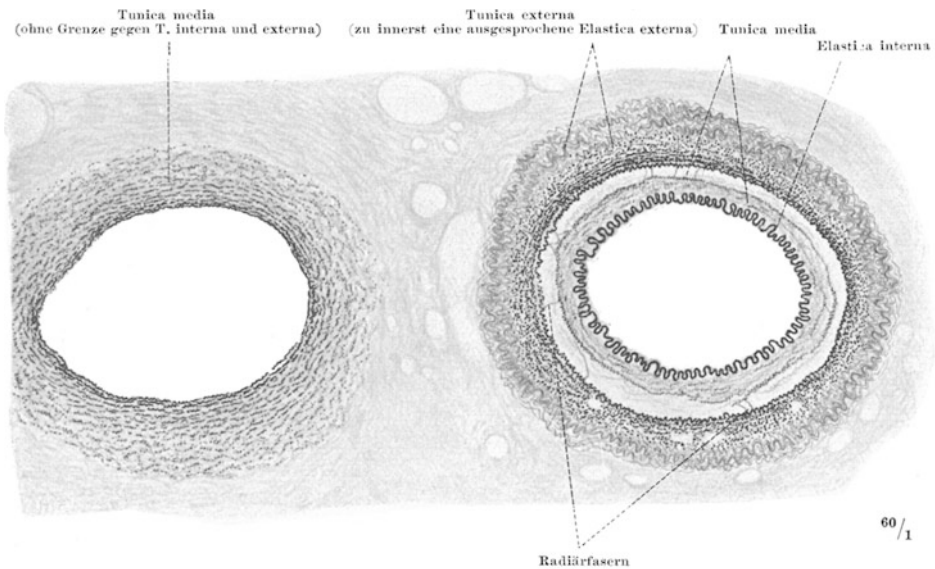 Tunica media
(ohne Grenze gegen T. interna und externa)
Tunica externa
(zu innerst eine ausgesprochene Elastica externa)
Tunica media
Elastica interna
60/1
Radiärfasern